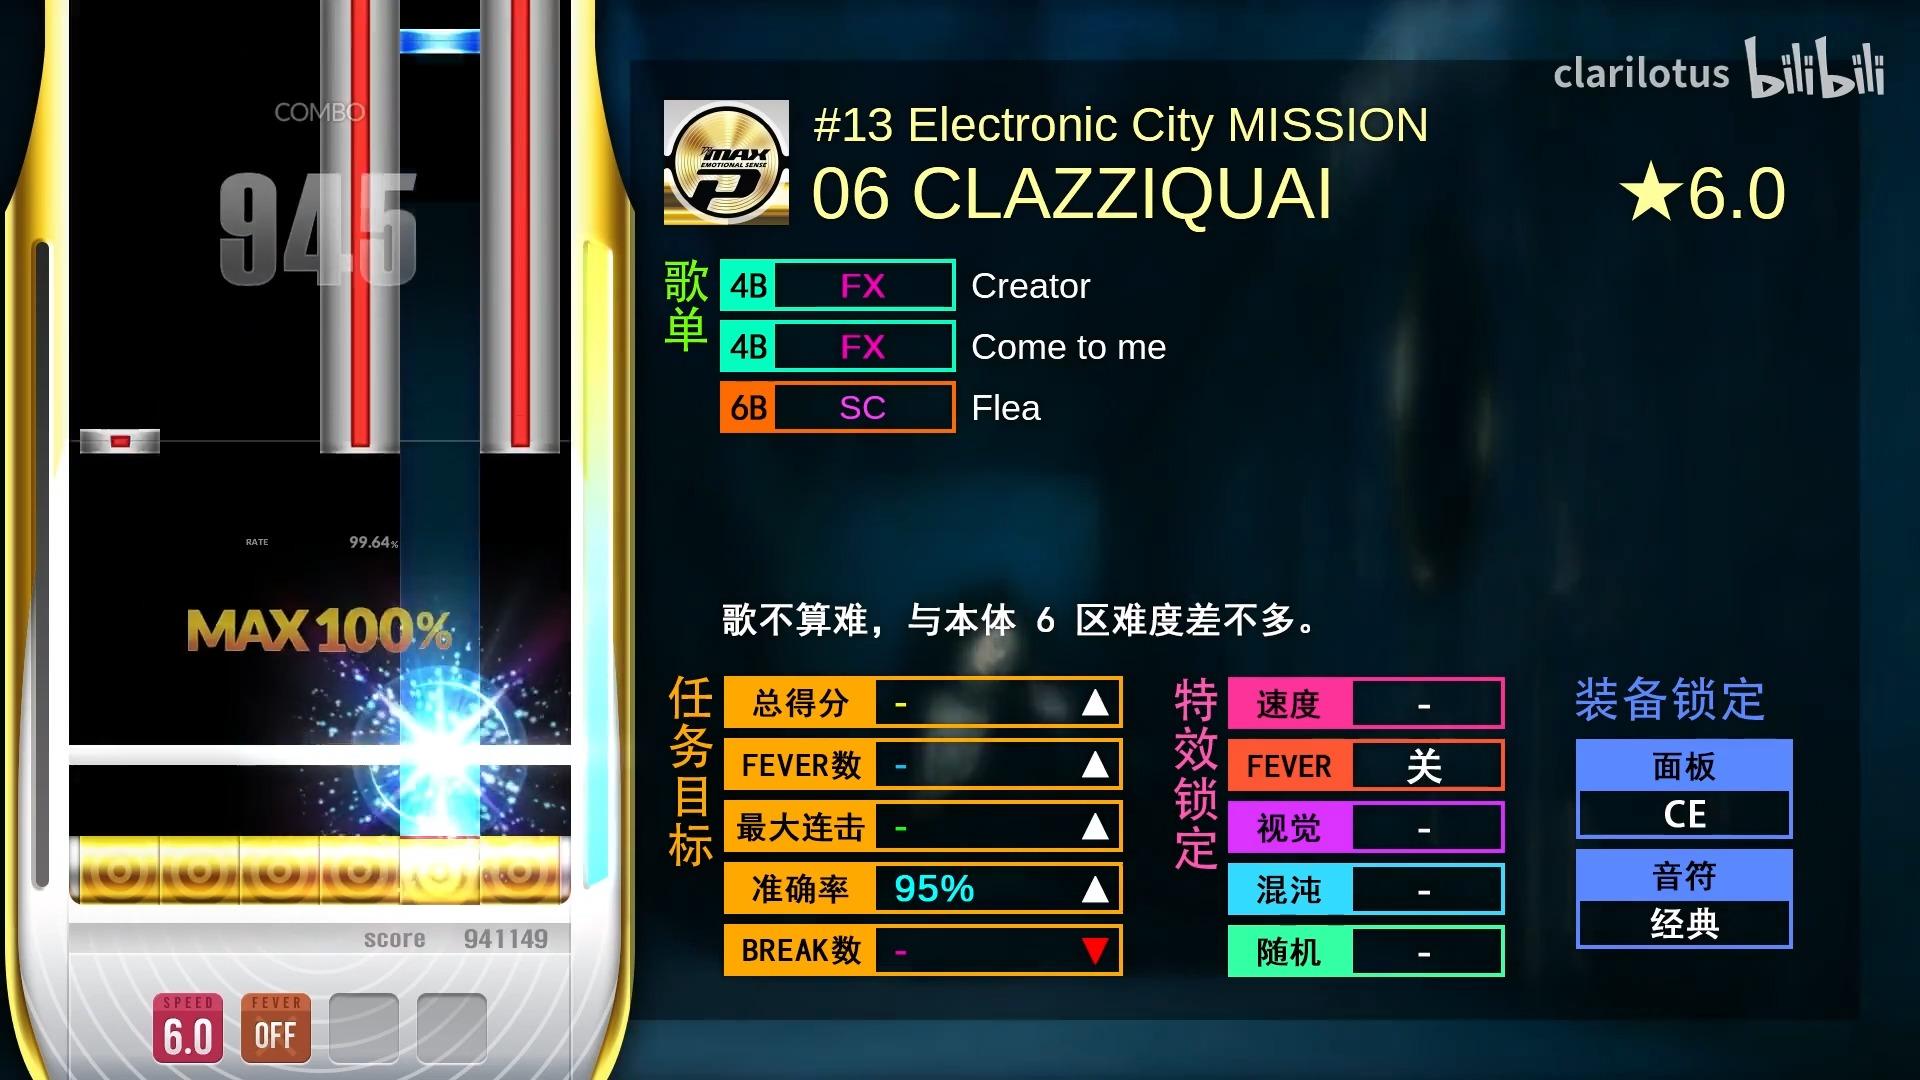 COMBO
945
RATE 99.64%
MAX 100%
score 941149
SPEED
6.0
FEVER
OFF
clarilotus bilibili
MAX
EMOTIONAL SENSE
P
#13 Electronic City MISSION
06 CLAZZIQUAI
★6.0
歌单
4B FX Creator
4B FX Come to me
6B SC Flea
歌不算难，与本体 6 区难度差不多。
任务目标
总得分 - ▲
FEVER数 - ▲
最大连击 - ▲
准确率 95% ▲
BREAK数 - ▼
特效锁定
速度 -
FEVER 关
视觉 -
混沌 -
随机 -
装备锁定
面板
CE
音符
经典